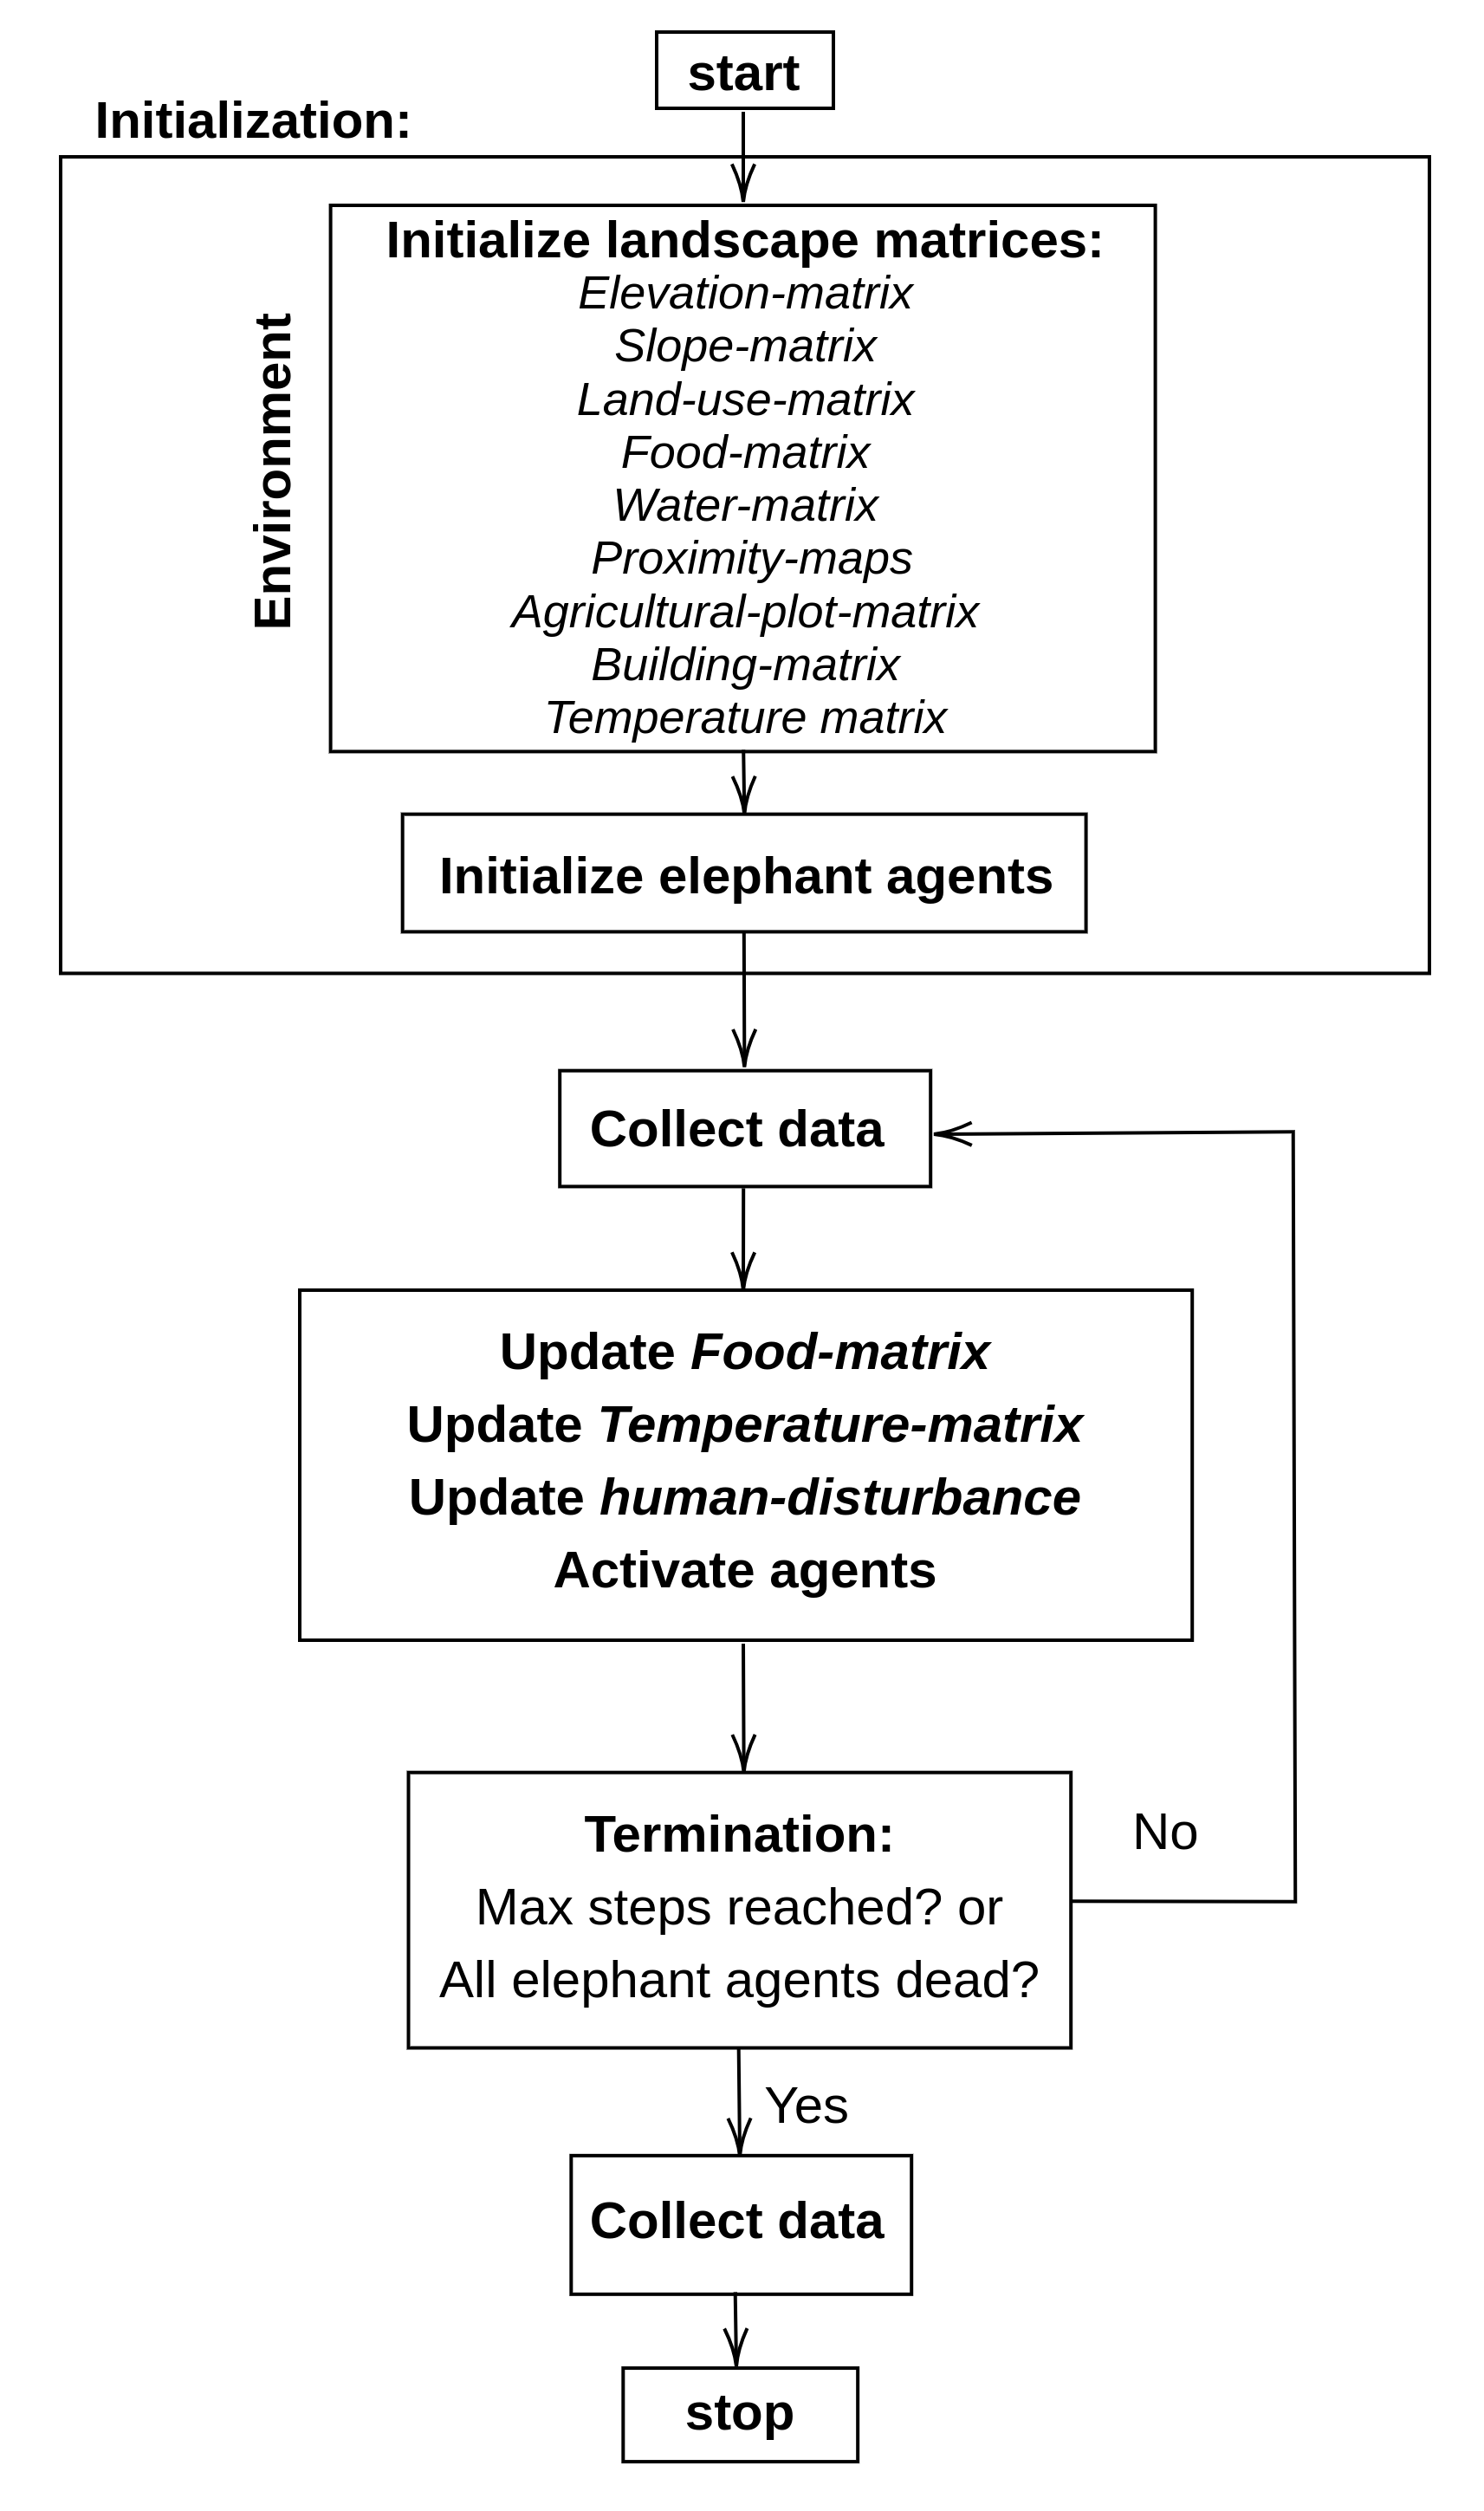 start
Initialization:
Environment
Initialize landscape matrices:
Elevation-matrix
Slope-matrix
Land-use-matrix
Food-matrix
Water-matrix
Proximity-maps
Agricultural-plot-matrix
Building-matrix
Temperature matrix
Initialize elephant agents
Collect data
Update Food-matrix
Update Temperature-matrix
Update human-disturbance
Activate agents
Termination:
Max steps reached? or
All elephant agents dead?
No
Yes
Collect data
stop